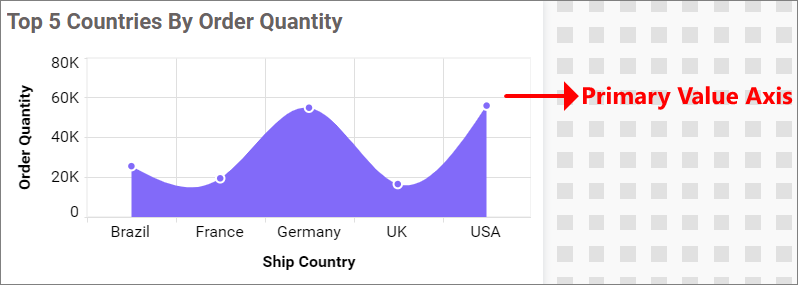 Top 5 Countries By Order Quantity
80K
60K
40K
20K
0
Order Quantity
Brazil France Germany UK USA
Ship Country
Primary Value Axis